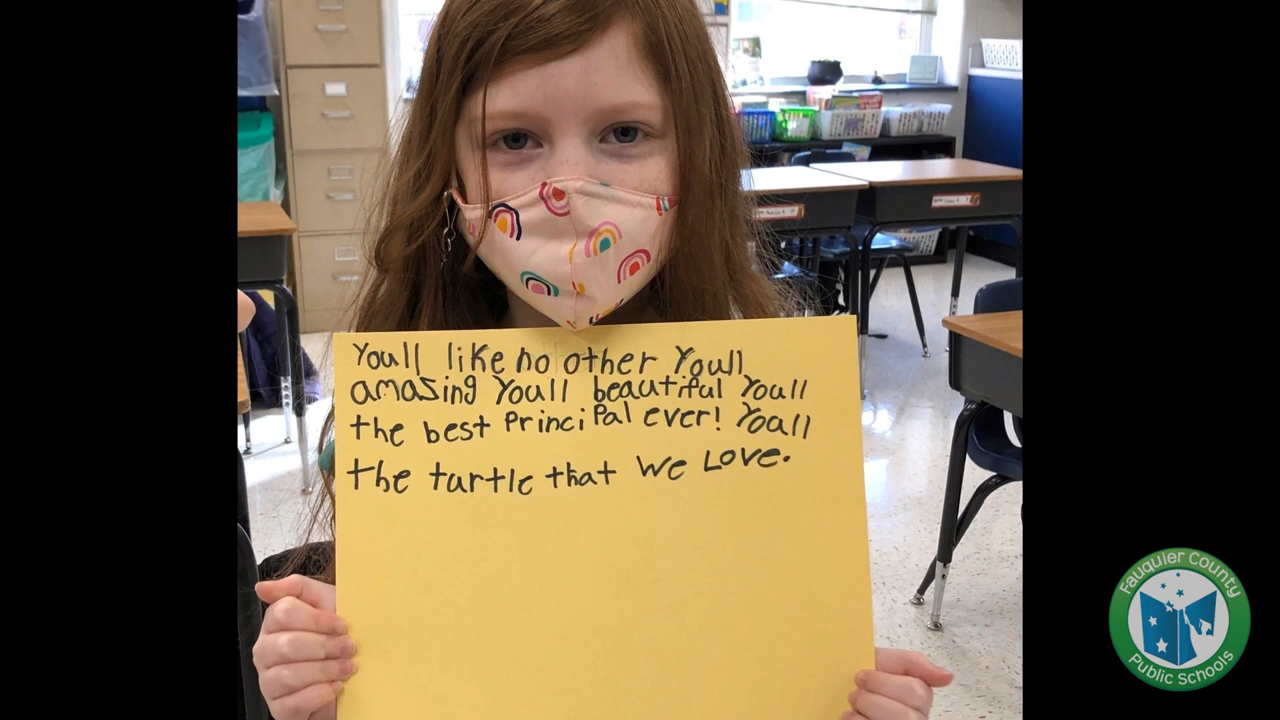 Youll like no other Youll
amazing Youll beautiful Youll
the best Principal ever! Youll
the turtle that We Love.
Fauquier County
Public Schools